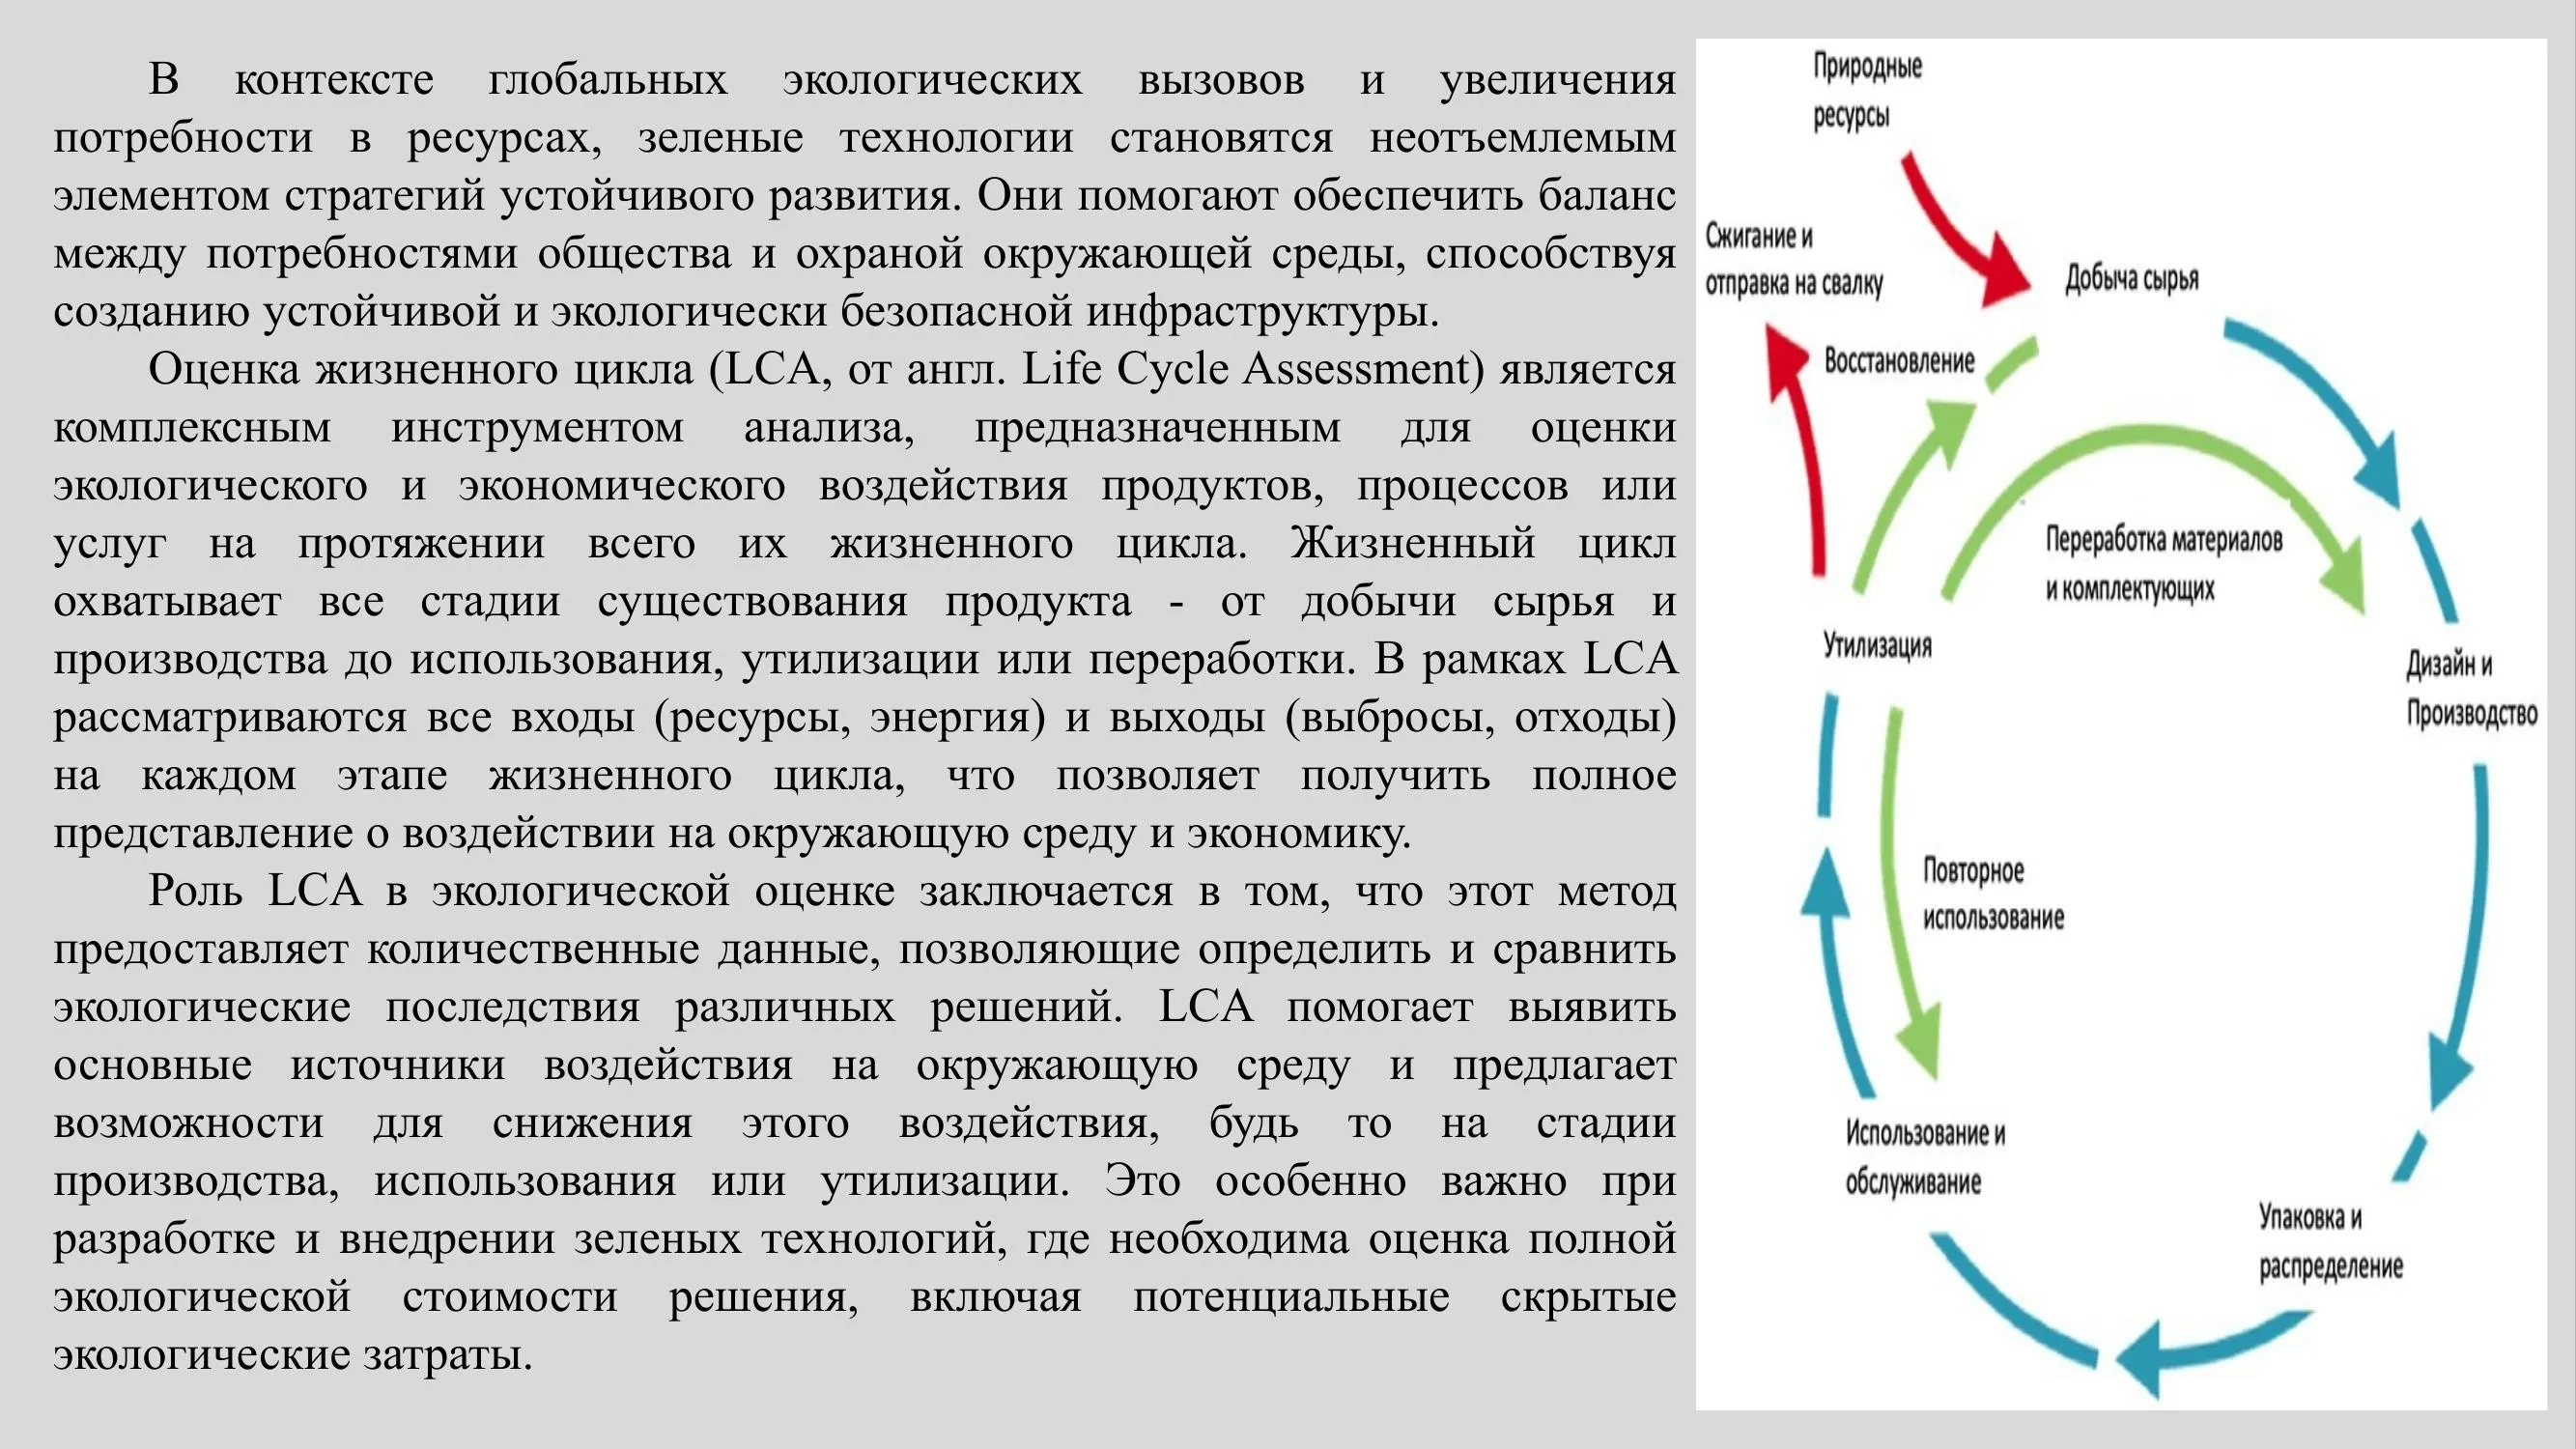 В контексте глобальных экологических вызовов и увеличения
потребности в ресурсах, зеленые технологии становятся неотъемлемым
элементом стратегий устойчивого развития. Они помогают обеспечить баланс
между потребностями общества и охраной окружающей среды, способствуя
созданию устойчивой и экологически безопасной инфраструктуры.
Оценка жизненного цикла (LCA, от англ. Life Cycle Assessment) является
комплексным инструментом анализа, предназначенным для оценки
экологического и экономического воздействия продуктов, процессов или
услуг на протяжении всего их жизненного цикла. Жизненный цикл
охватывает все стадии существования продукта - от добычи сырья и
производства до использования, утилизации или переработки. В рамках LCA
рассматриваются все входы (ресурсы, энергия) и выходы (выбросы, отходы)
на каждом этапе жизненного цикла, что позволяет получить полное
представление о воздействии на окружающую среду и экономику.
Роль LCA в экологической оценке заключается в том, что этот метод
предоставляет количественные данные, позволяющие определить и сравнить
экологические последствия различных решений. LCA помогает выявить
основные источники воздействия на окружающую среду и предлагает
возможности для снижения этого воздействия, будь то на стадии
производства, использования или утилизации. Это особенно важно при
разработке и внедрении зеленых технологий, где необходима оценка полной
экологической стоимости решения, включая потенциальные скрытые
экологические затраты.
Природные
ресурсы
Сжигание и
отправка на свалку
Добыча сырья
Восстановление
Переработка материалов
и комплектующих
Утилизация
Дизайн и
Производство
Повторное
использование
Использование и
обслуживание
Упаковка и
распределение